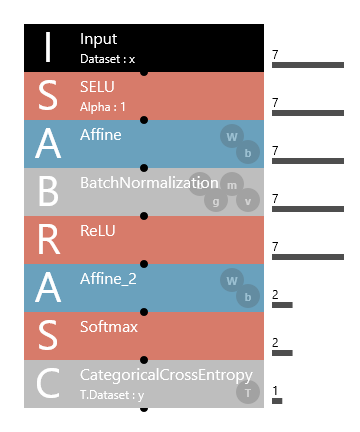 I Input 7
Dataset : x
S SELU 7
Alpha : 1
A Affine W b 7
B BatchNormalization m g v 7
R ReLU 7
A Affine_2 W b 2
S Softmax 2
C CategoricalCrossEntropy T 1
T.Dataset : y